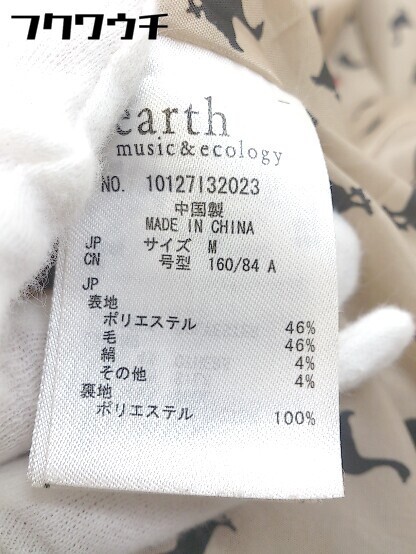 フクワウチ
earth
music&ecology
NO. 10127I32023
中国製
MADE IN CHINA
JP サイズ M
CN 号型 160/84 A
JP
表地
ポリエステル 46%
毛 46%
絹 4%
その他 4%
裏地
ポリエステル 100%